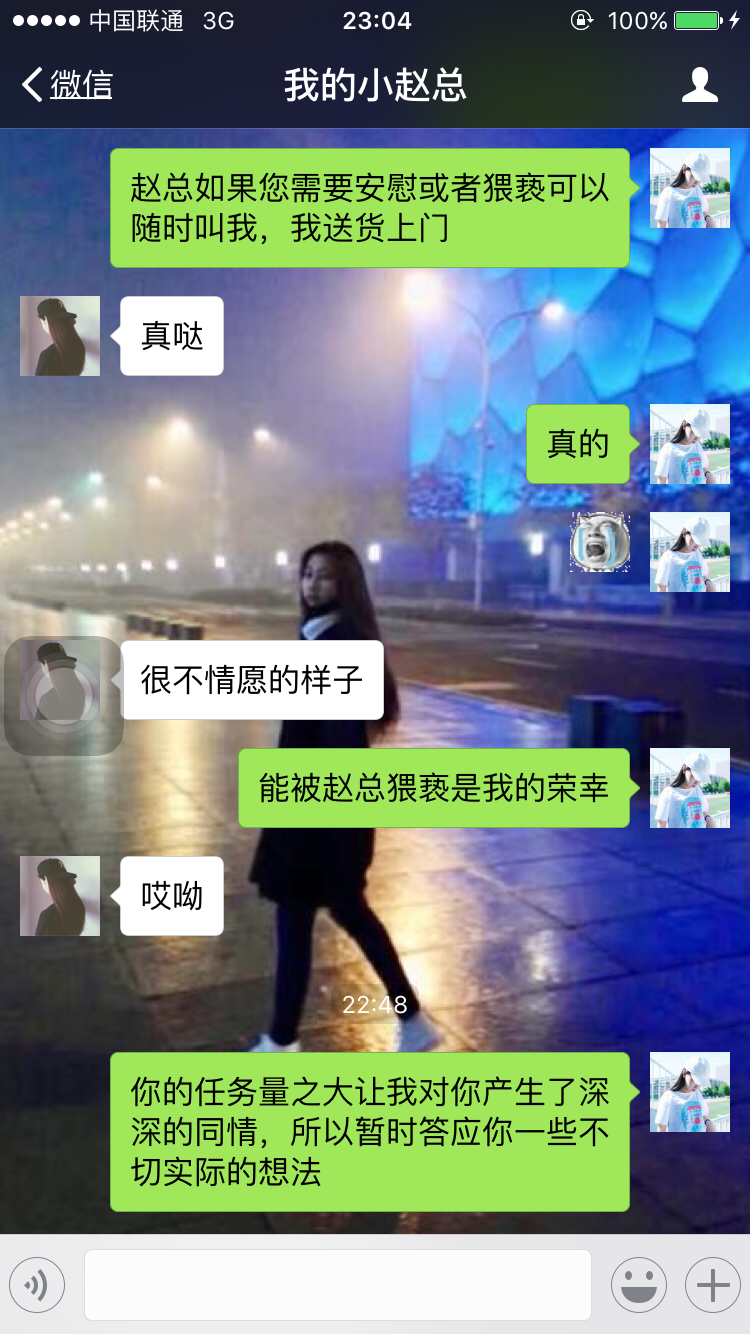 中国联通 3G 23:04 100%
微信 我的小赵总
赵总如果您需要安慰或者猥亵可以
随时叫我，我送货上门
真哒
真的
很不情愿的样子
能被赵总猥亵是我的荣幸
哎呦
22:48
你的任务量之大让我对你产生了深
深的同情，所以暂时答应你一些不
切实际的想法